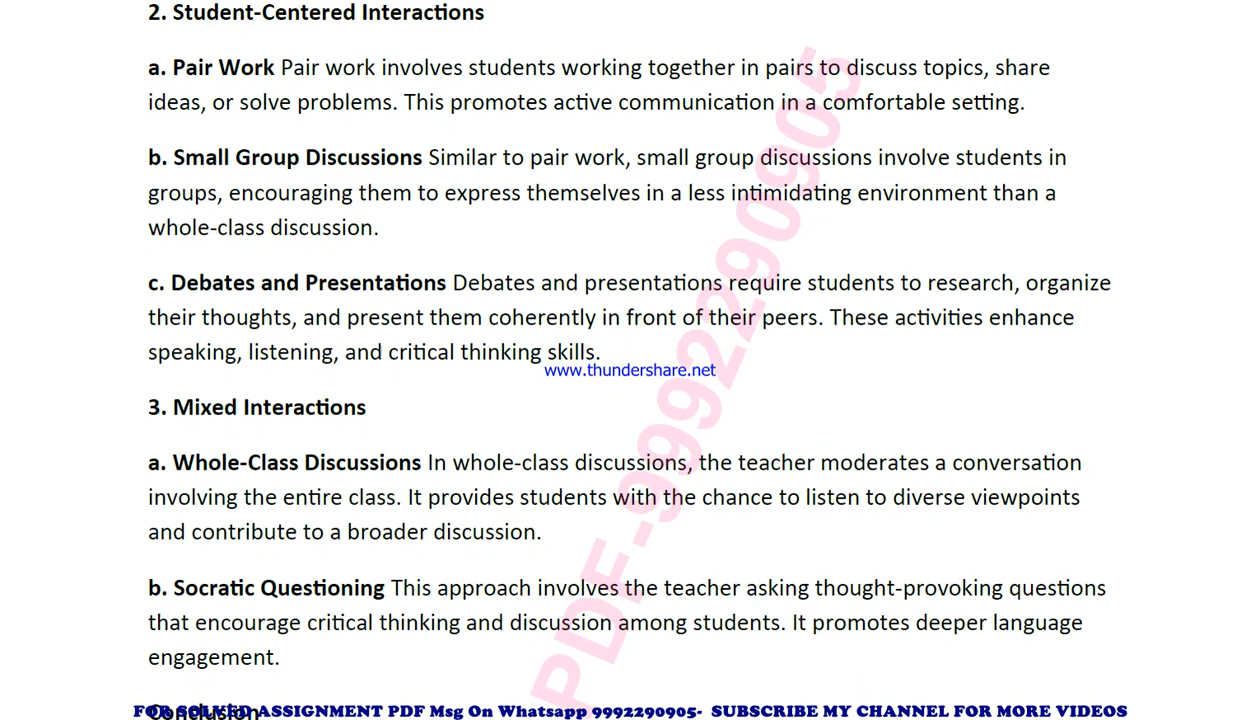 2. Student-Centered Interactions
a. Pair Work Pair work involves students working together in pairs to discuss topics, share
ideas, or solve problems. This promotes active communication in a comfortable setting.
b. Small Group Discussions Similar to pair work, small group discussions involve students in
groups, encouraging them to express themselves in a less intimidating environment than a
whole-class discussion.
c. Debates and Presentations Debates and presentations require students to research, organize
their thoughts, and present them coherently in front of their peers. These activities enhance
speaking, listening, and critical thinking skills.
www.thundershare.net
3. Mixed Interactions
a. Whole-Class Discussions In whole-class discussions, the teacher moderates a conversation
involving the entire class. It provides students with the chance to listen to diverse viewpoints
and contribute to a broader discussion.
b. Socratic Questioning This approach involves the teacher asking thought-provoking questions
that encourage critical thinking and discussion among students. It promotes deeper language
engagement.
PDF-9992290905
Conclusion
FOR SOLVED ASSIGNMENT PDF Msg On Whatsapp 9992290905- SUBSCRIBE MY CHANNEL FOR MORE VIDEOS